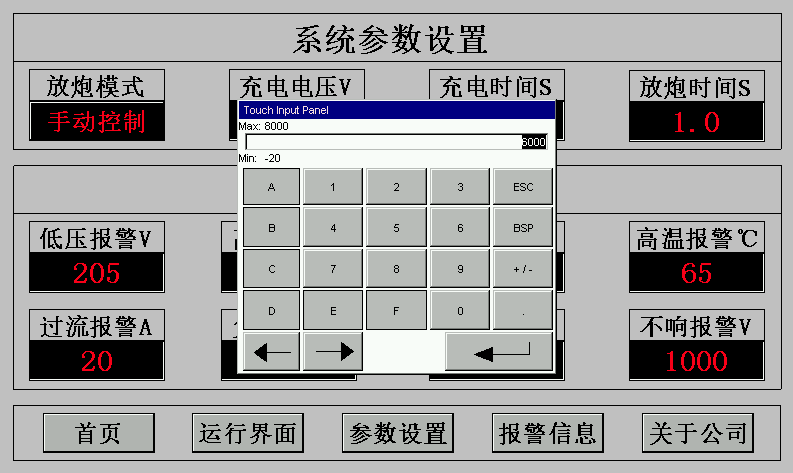 系统参数设置
放炮模式
充电电压V
充电时间S
放炮时间S
手动控制
1.0
Touch Input Panel
Max: 8000
6000
Min: -20
A 1 2 3 ESC
B 4 5 6 BSP
C 7 8 9 + / -
D E F 0 .
低压报警V
高温报警℃
205
65
过流报警A
不响报警V
20
1000
首页
运行界面
参数设置
报警信息
关于公司